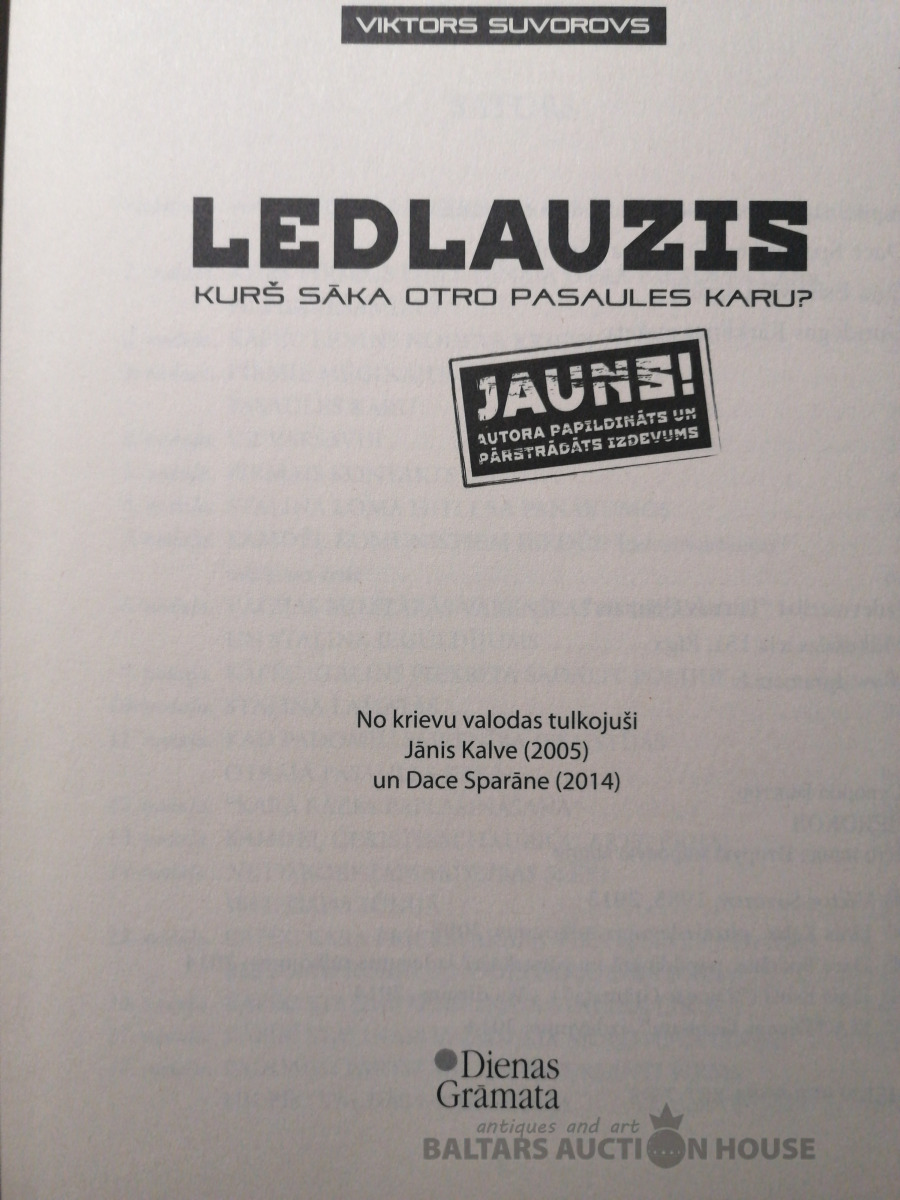 VIKTORS SUVOROVS
LEDLAUZIS
KURŠ SĀKA OTRO PASAULES KARU?
JAUNS!
AUTORA PAPILDINĀTS UN
PĀRSTRĀDĀTS IZDEVUMS
No krievu valodas tulkojuši
Jānis Kalve (2005)
un Dace Sparāne (2014)
Dienas
Grāmata
antiques and art
BALTARS AUCTION HOUSE